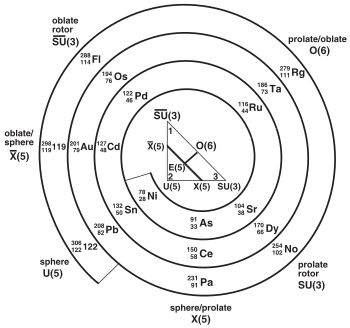 oblate
rotor
SU(3)
prolate/oblate
O(6)
288 114 Fl
279 111 Rg
194 76 Os
186 73 Ta
122 46 Pd
116 44 Ru
SU(3)
1
O(6)
X(5)
E(5)
2
3
U(5)
X(5)
SU(3)
oblate/
sphere
X(5)
298 119 119
201 79 Au
127 48 Cd
78 28 Ni
132 50 Sn
208 82 Pb
306 122 122
sphere
U(5)
91 33 As
104 38 Sr
150 58 Ce
170 66 Dy
231 91 Pa
254 102 No
prolate
rotor
SU(3)
sphere/prolate
X(5)